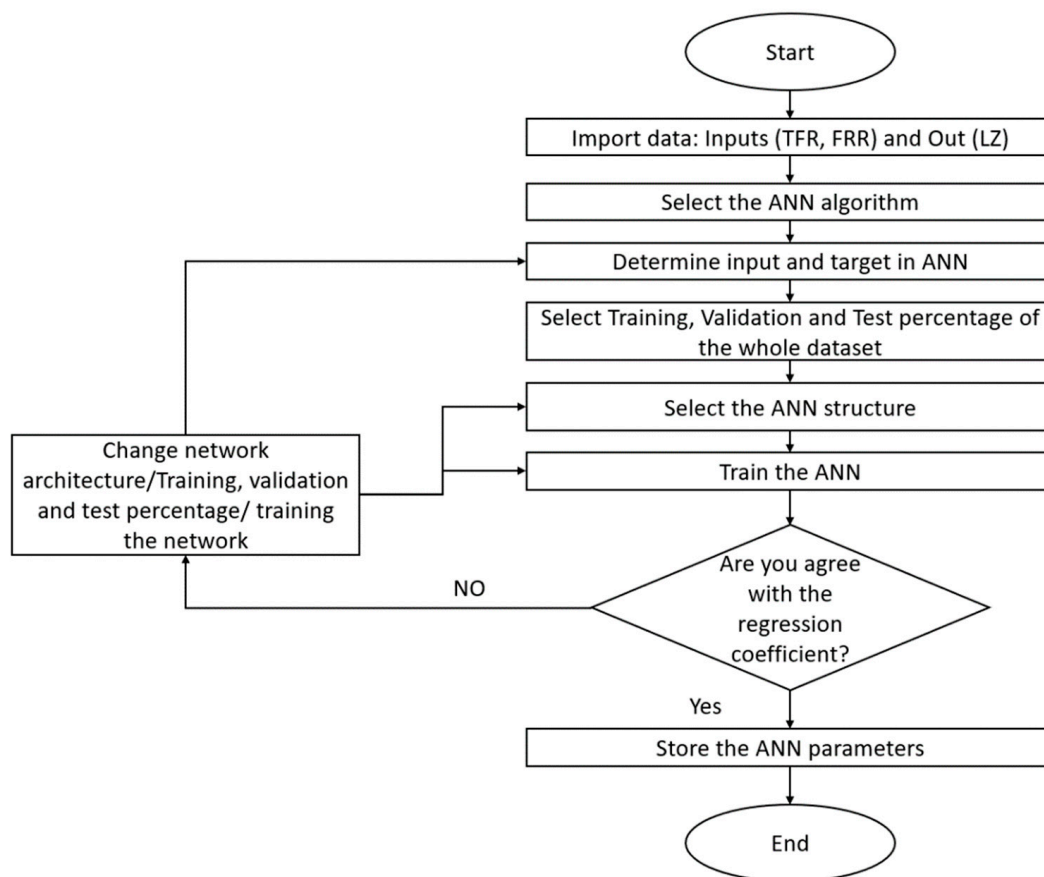 Start
Import data: Inputs (TFR, FRR) and Out (LZ)
Select the ANN algorithm
Determine input and target in ANN
Select Training, Validation and Test percentage of
the whole dataset
Select the ANN structure
Train the ANN
Change network
architecture/Training, validation
and test percentage/ training
the network
Are you agree
with the
regression
coefficient?
NO
Yes
Store the ANN parameters
End